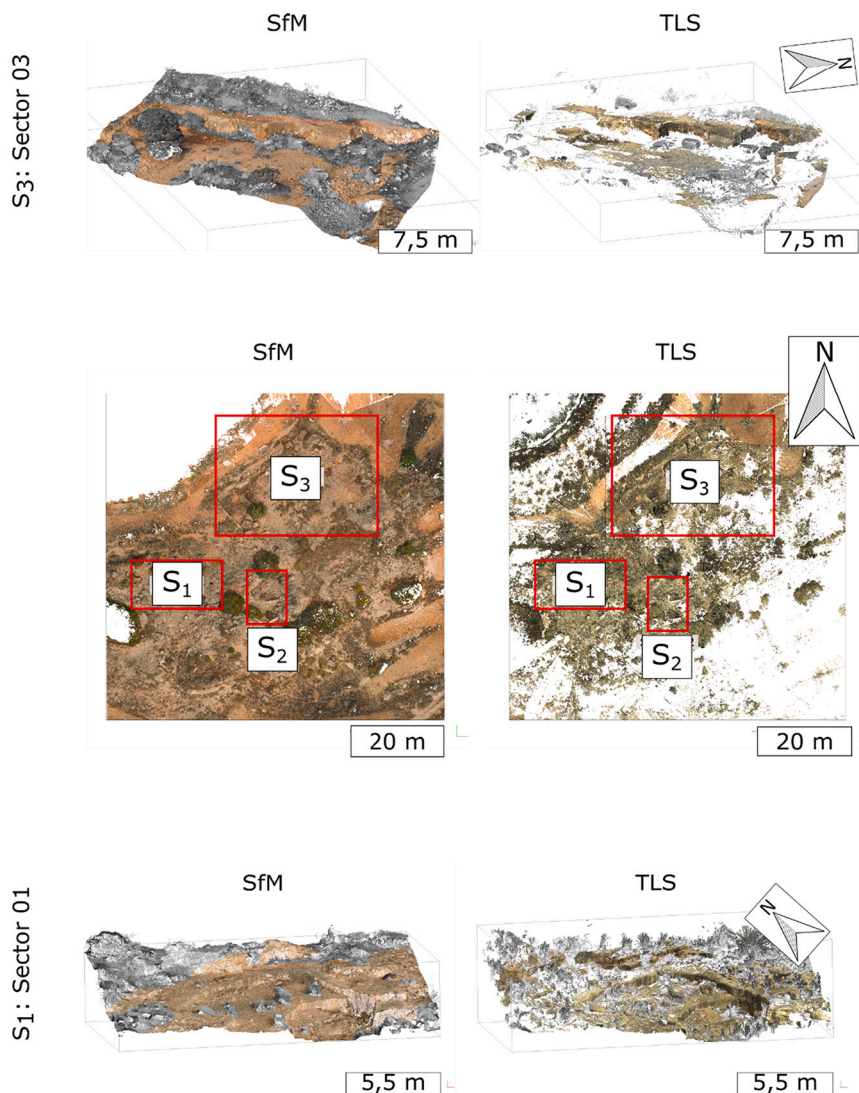 SfM
TLS
S3: Sector 03
N
7,5 m
7,5 m
SfM
TLS
N
S3
S3
S1
S1
S2
S2
20 m
20 m
SfM
TLS
S1: Sector 01
N
5,5 m
5,5 m